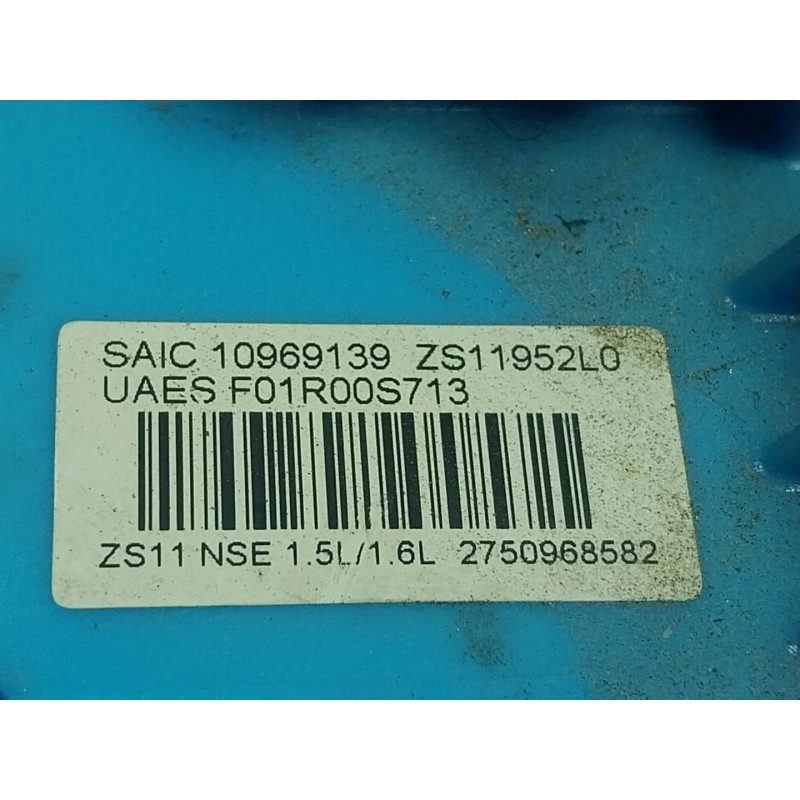 SAIC 10969139 ZS11952L0
UAES F01R00S713
ZS11 NSE 1.5L/1.6L 2750968582